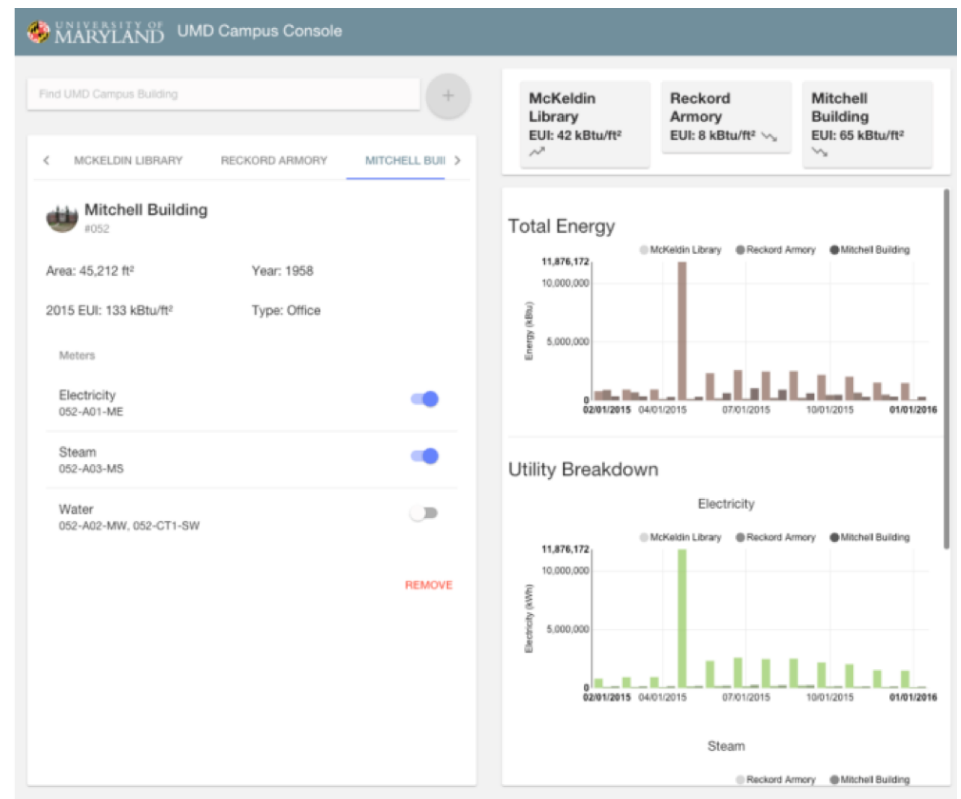 UNIVERSITY OF
MARYLAND
UMD Campus Console
Find UMD Campus Building
+
MCKELDIN LIBRARY
RECKORD ARMORY
MITCHELL BUII
Mitchell Building
#052
Area: 45,212 ft²
Year: 1958
2015 EUI: 133 kBtu/ft²
Type: Office
Meters
Electricity
052-A01-ME
Steam
052-A03-MS
Water
052-A02-MW, 052-CT1-SW
REMOVE
McKeldin
Library
EUI: 42 kBtu/ft²
Reckord
Armory
EUI: 8 kBtu/ft²
Mitchell
Building
EUI: 65 kBtu/ft²
Total Energy
McKeldin Library Reckord Armory Mitchell Building
11,876,172
10,000,000
5,000,000
0
Energy (kBtu)
02/01/2015 04/01/2015 07/01/2015 10/01/2015 01/01/2016
Utility Breakdown
Electricity
McKeldin Library Reckord Armory Mitchell Building
11,876,172
10,000,000
5,000,000
0
Electricity (kWh)
02/01/2015 04/01/2015 07/01/2015 10/01/2015 01/01/2016
Steam
Reckord Armory Mitchell Building